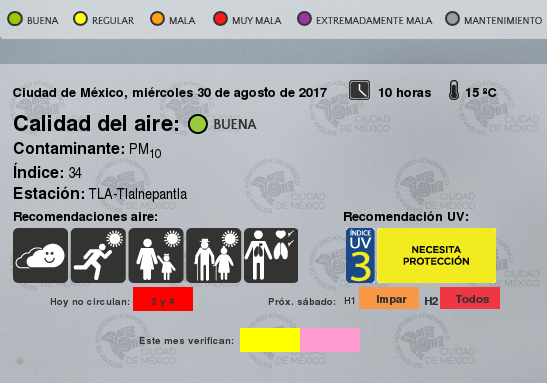 BUENA REGULAR MALA MUY MALA EXTREMADAMENTE MALA MANTENIMIENTO
Ciudad de México, miércoles 30 de agosto de 2017 10 horas 15 ºC
Calidad del aire: BUENA
Contaminante: PM10
Índice: 34
Estación: TLA-Tlalnepantla
Recomendaciones aire: Recomendación UV:
ÍNDICE
UV
3
NECESITA
PROTECCIÓN
Hoy no circulan: 3 y 4 Próx. sábado: H1 Impar H2 Todos
Este mes verifican: